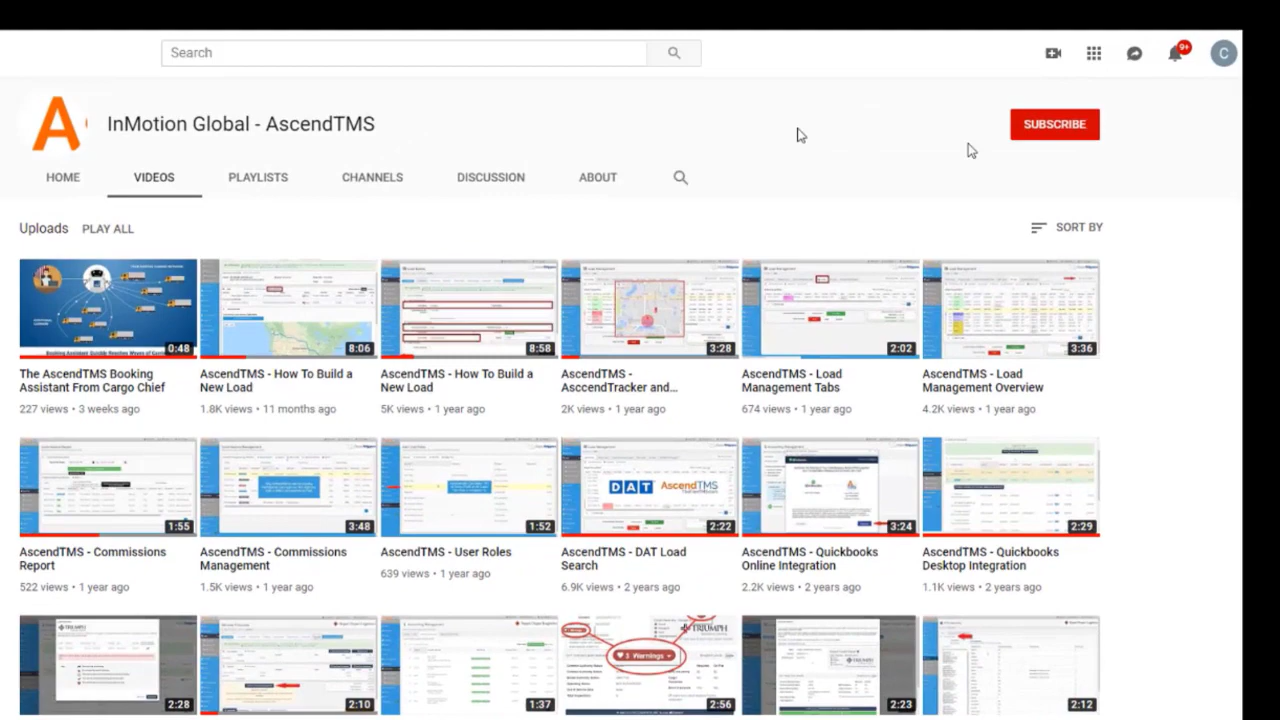 Search
9+
C
InMotion Global - AscendTMS
SUBSCRIBE
HOME VIDEOS PLAYLISTS CHANNELS DISCUSSION ABOUT
Uploads PLAY ALL SORT BY
0:48 8:06 8:58 3:28 2:02 3:36
The AscendTMS Booking
Assistant From Cargo Chief
227 views • 3 weeks ago
AscendTMS - How To Build a
New Load
1.8K views • 11 months ago
AscendTMS - How To Build a
New Load
5K views • 1 year ago
AscendTMS -
AsccendTracker and...
2K views • 1 year ago
AscendTMS - Load
Management Tabs
674 views • 1 year ago
AscendTMS - Load
Management Overview
4.2K views • 1 year ago
DAT AscendTMS
1:55 3:48 1:52 2:22 3:24 2:29
AscendTMS - Commissions
Report
522 views • 1 year ago
AscendTMS - Commissions
Management
1.5K views • 1 year ago
AscendTMS - User Roles
639 views • 1 year ago
AscendTMS - DAT Load
Search
6.9K views • 2 years ago
AscendTMS - Quickbooks
Online Integration
2.2K views • 2 years ago
AscendTMS - Quickbooks
Desktop Integration
1.1K views • 2 years ago
TRIUMPH
3 Warnings
2:28 2:10 1:37 2:56 2:23 2:12